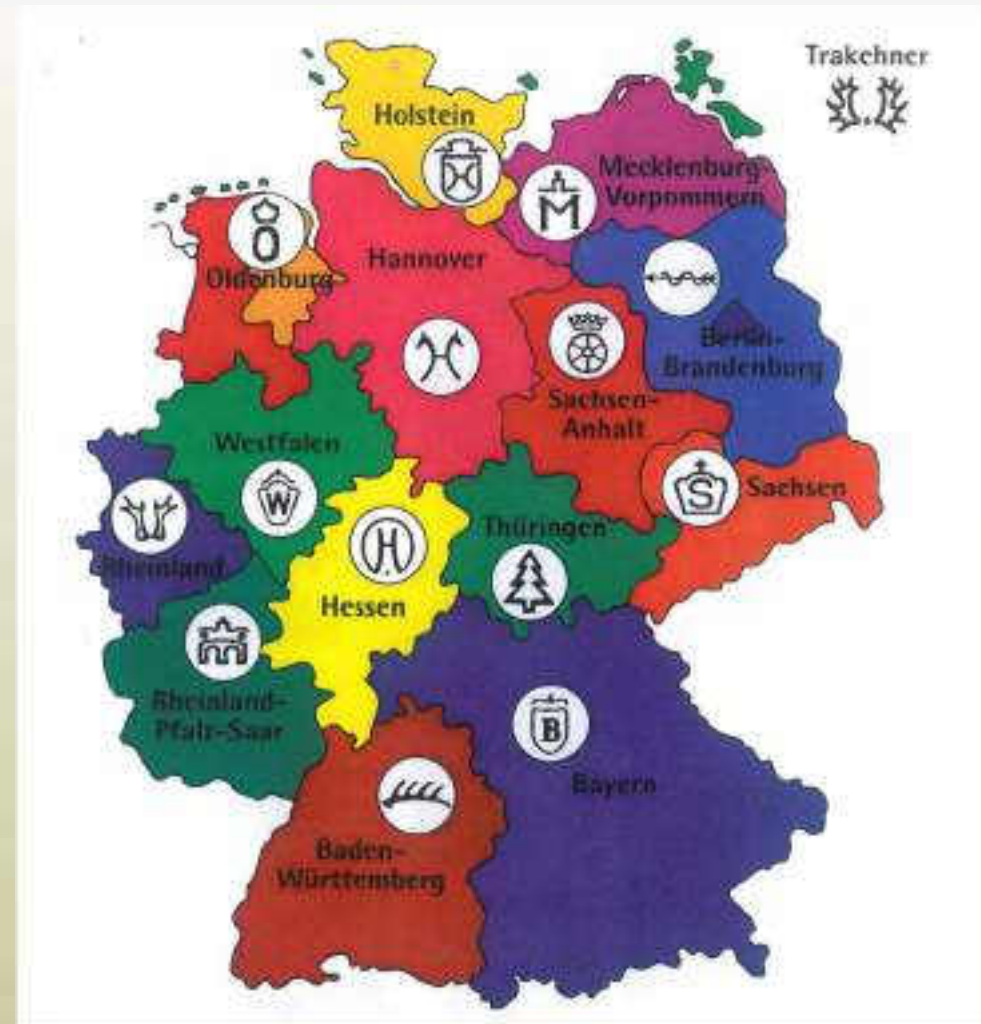 Trakehner
Holstein
Mecklenburg-
Vorpommern
M
O
Oldenburg
Hannover
H
Berlin-
Brandenburg
Sachsen-
Anhalt
Westfalen
W
S
Sachsen
Rheinland
H
Hessen
Thüringen
Rheinland-
Pfalz-Saar
B
Bayern
Baden-
Württemberg